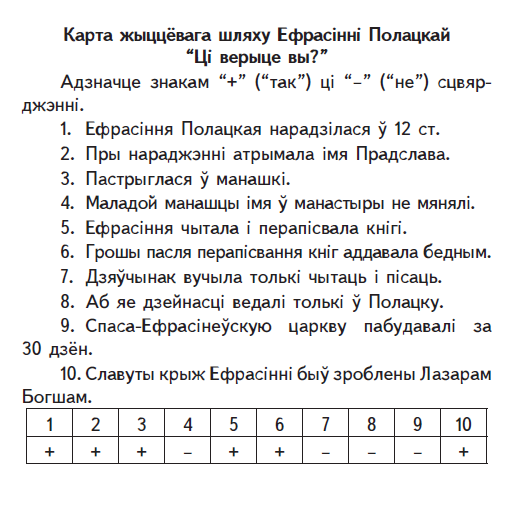 Карта жыццёвага шляху Ефрасінні Полацкай
“Ці верыце вы?”
Адзначце знакам “+” (“так”) ці “–” (“не”) сцвяр-
джэнні.
1. Ефрасіння Полацкая нарадзілася ў 12 ст.
2. Пры нараджэнні атрымала імя Прадслава.
3. Пастрыглася ў манашкі.
4. Маладой манашцы імя ў манастыры не мянялі.
5. Ефрасіння чытала і перапісвала кнігі.
6. Грошы пасля перапісвання кніг аддавала бедным.
7. Дзяўчынак вучыла толькі чытаць і пісаць.
8. Аб яе дзейнасці ведалі толькі ў Полацку.
9. Спаса-Ефрасінеўскую царкву пабудавалі за
30 дзён.
10. Славуты крыж Ефрасінні быў зроблены Лазарам
Богшам.
1 2 3 4 5 6 7 8 9 10
+ + + – + + – – – +